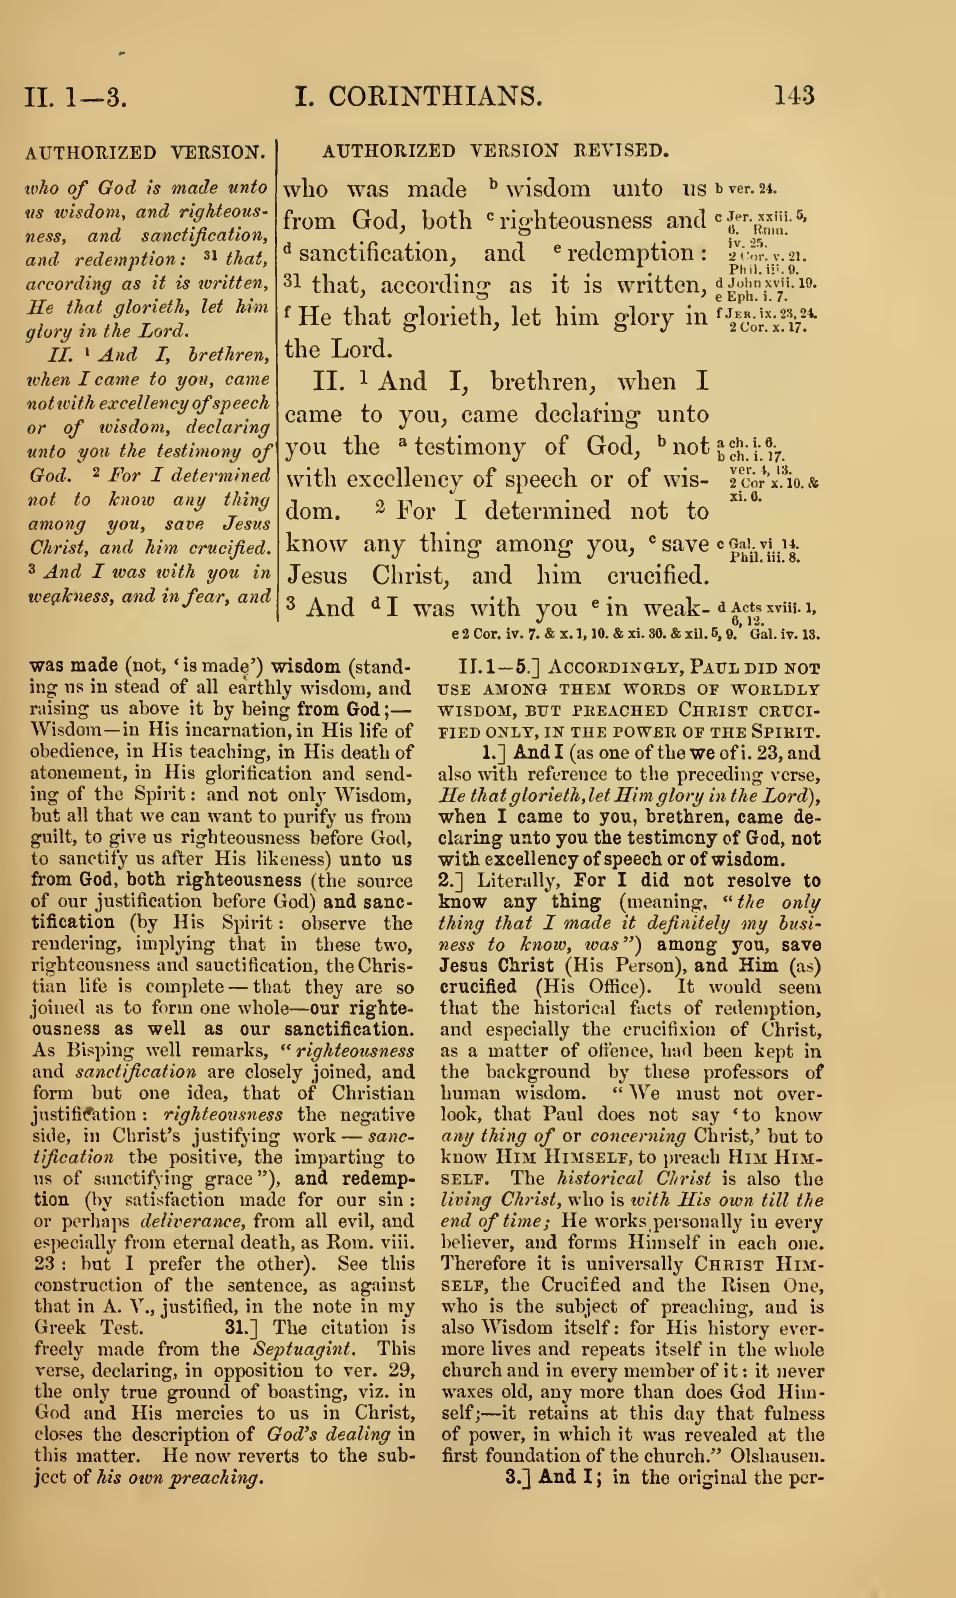 II. 1—3.
I. CORINTHIANS.
143
AUTHORIZED VERSION.
who of God is made unto
us wisdom, and righteous-
ness, and sanctification,
and redemption: 31 that,
according as it is written,
He that glorieth, let him
glory in the Lord.
II. 1 And I, brethren,
when I came to you, came
not with excellency of speech
or of wisdom, declaring
unto you the testimony of
God. 2 For I determined
not to know any thing
among you, save Jesus
Christ, and him crucified.
3 And I was with you in
weakness, and in fear, and
AUTHORIZED VERSION REVISED.
who was made b wisdom unto us
from God, both c righteousness and
d sanctification, and e redemption:
31 that, according as it is written,
f He that glorieth, let him glory in
the Lord.
II. 1 And I, brethren, when I
came to you, came declaring unto
you the a testimony of God, b not
with excellency of speech or of wis-
dom. 2 For I determined not to
know any thing among you, c save
Jesus Christ, and him crucified.
3 And d I was with you e in weak-
b ver. 24.
c Jer. xxiii. 5,
6. Rom.
iv. 25.
2 Cor. v. 21.
Phil. iii. 9.
d John xvii. 19.
e Eph. i. 7.
f JER. ix. 23, 24.
2 Cor. x. 17.
a ch. i. 6.
b ch. i. 17.
ver. 4, 13.
2 Cor x. 10. &
xi. 6.
c Gal. vi 14.
Phil. iii. 8.
d Acts xviii. 1,
6, 12.
e 2 Cor. iv. 7. & x. 1, 10. & xi. 30. & xii. 5, 9. Gal. iv. 13.
was made (not, ‘is made’) wisdom (stand-
ing us in stead of all earthly wisdom, and
raising us above it by being from God;—
Wisdom—in His incarnation, in His life of
obedience, in His teaching, in His death of
atonement, in His glorification and send-
ing of the Spirit: and not only Wisdom,
but all that we can want to purify us from
guilt, to give us righteousness before God,
to sanctify us after His likeness) unto us
from God, both righteousness (the source
of our justification before God) and sanc-
tification (by His Spirit: observe the
rendering, implying that in these two,
righteousness and sanctification, the Chris-
tian life is complete—that they are so
joined as to form one whole—our righte-
ousness as well as our sanctification.
As Bisping well remarks, “righteousness
and sanctification are closely joined, and
form but one idea, that of Christian
justification: righteousness the negative
side, in Christ's justifying work—sanc-
tification the positive, the imparting to
us of sanctifying grace”), and redemp-
tion (by satisfaction made for our sin:
or perhaps deliverance, from all evil, and
especially from eternal death, as Rom. viii.
23: but I prefer the other). See this
construction of the sentence, as against
that in A. V., justified, in the note in my
Greek Test. 31.] The citation is
freely made from the Septuagint. This
verse, declaring, in opposition to ver. 29,
the only true ground of boasting, viz. in
God and His mercies to us in Christ,
closes the description of God's dealing in
this matter. He now reverts to the sub-
ject of his own preaching.
II. 1—5.] ACCORDINGLY, PAUL DID NOT
USE AMONG THEM WORDS OF WORLDLY
WISDOM, BUT PREACHED CHRIST CRUCI-
FIED ONLY, IN THE POWER OF THE SPIRIT.
1.] And I (as one of the we of i. 23, and
also with reference to the preceding verse,
He that glorieth, let Him glory in the Lord),
when I came to you, brethren, came de-
claring unto you the testimony of God, not
with excellency of speech or of wisdom.
2.] Literally, For I did not resolve to
know any thing (meaning, “the only
thing that I made it definitely my busi-
ness to know, was”) among you, save
Jesus Christ (His Person), and Him (as)
crucified (His Office). It would seem
that the historical facts of redemption,
and especially the crucifixion of Christ,
as a matter of offence, had been kept in
the background by these professors of
human wisdom. “We must not over-
look, that Paul does not say ‘to know
any thing of or concerning Christ,’ but to
know HIM HIMSELF, to preach HIM HIM-
SELF. The historical Christ is also the
living Christ, who is with His own till the
end of time; He works personally in every
believer, and forms Himself in each one.
Therefore it is universally CHRIST HIM-
SELF, the Crucified and the Risen One,
who is the subject of preaching, and is
also Wisdom itself: for His history ever-
more lives and repeats itself in the whole
church and in every member of it: it never
waxes old, any more than does God Him-
self;—it retains at this day that fulness
of power, in which it was revealed at the
first foundation of the church.” Olshausen.
3.] And I; in the original the per-